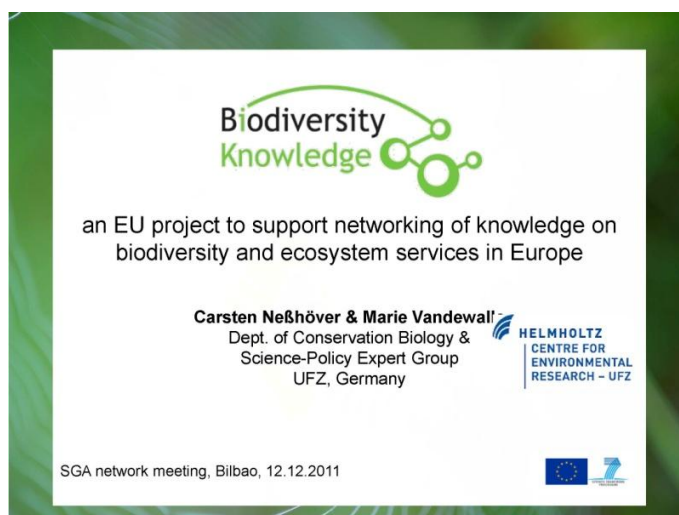 Biodiversity
Knowledge
an EU project to support networking of knowledge on
biodiversity and ecosystem services in Europe
Carsten Neßhöver & Marie
Dept. of Conservation Biology &
Science-Policy Expert Group
UFZ, Germany
HELMHOLTZ
CENTRE FOR
ENVIRONMENTAL
RESEARCH – UFZ
SGA network meeting, Bilbao, 12.12.2011